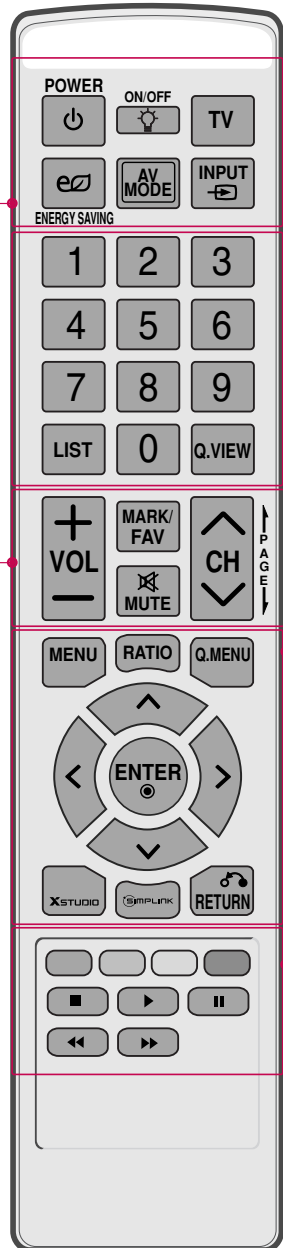 POWER
ON/OFF
TV
ENERGY SAVING
AV
MODE
INPUT
1 2 3
4 5 6
7 8 9
LIST 0 Q.VIEW
VOL
MARK/
FAV
MUTE
CH
PAGE
MENU RATIO Q.MENU
ENTER
XSTUDIO SIMPLINK RETURN